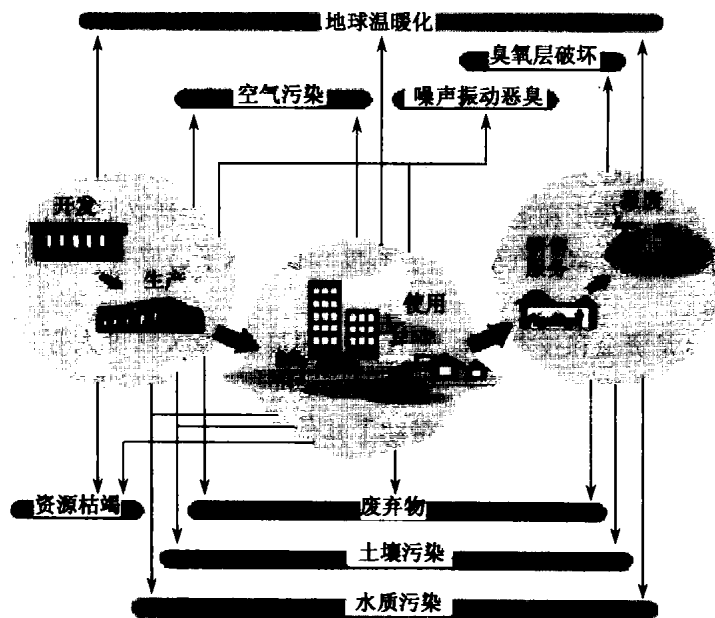 地球温暖化
臭氧层破坏
空气污染
噪声振动恶臭
开发
生产
使用
资源枯竭
废弃物
土壤污染
水质污染